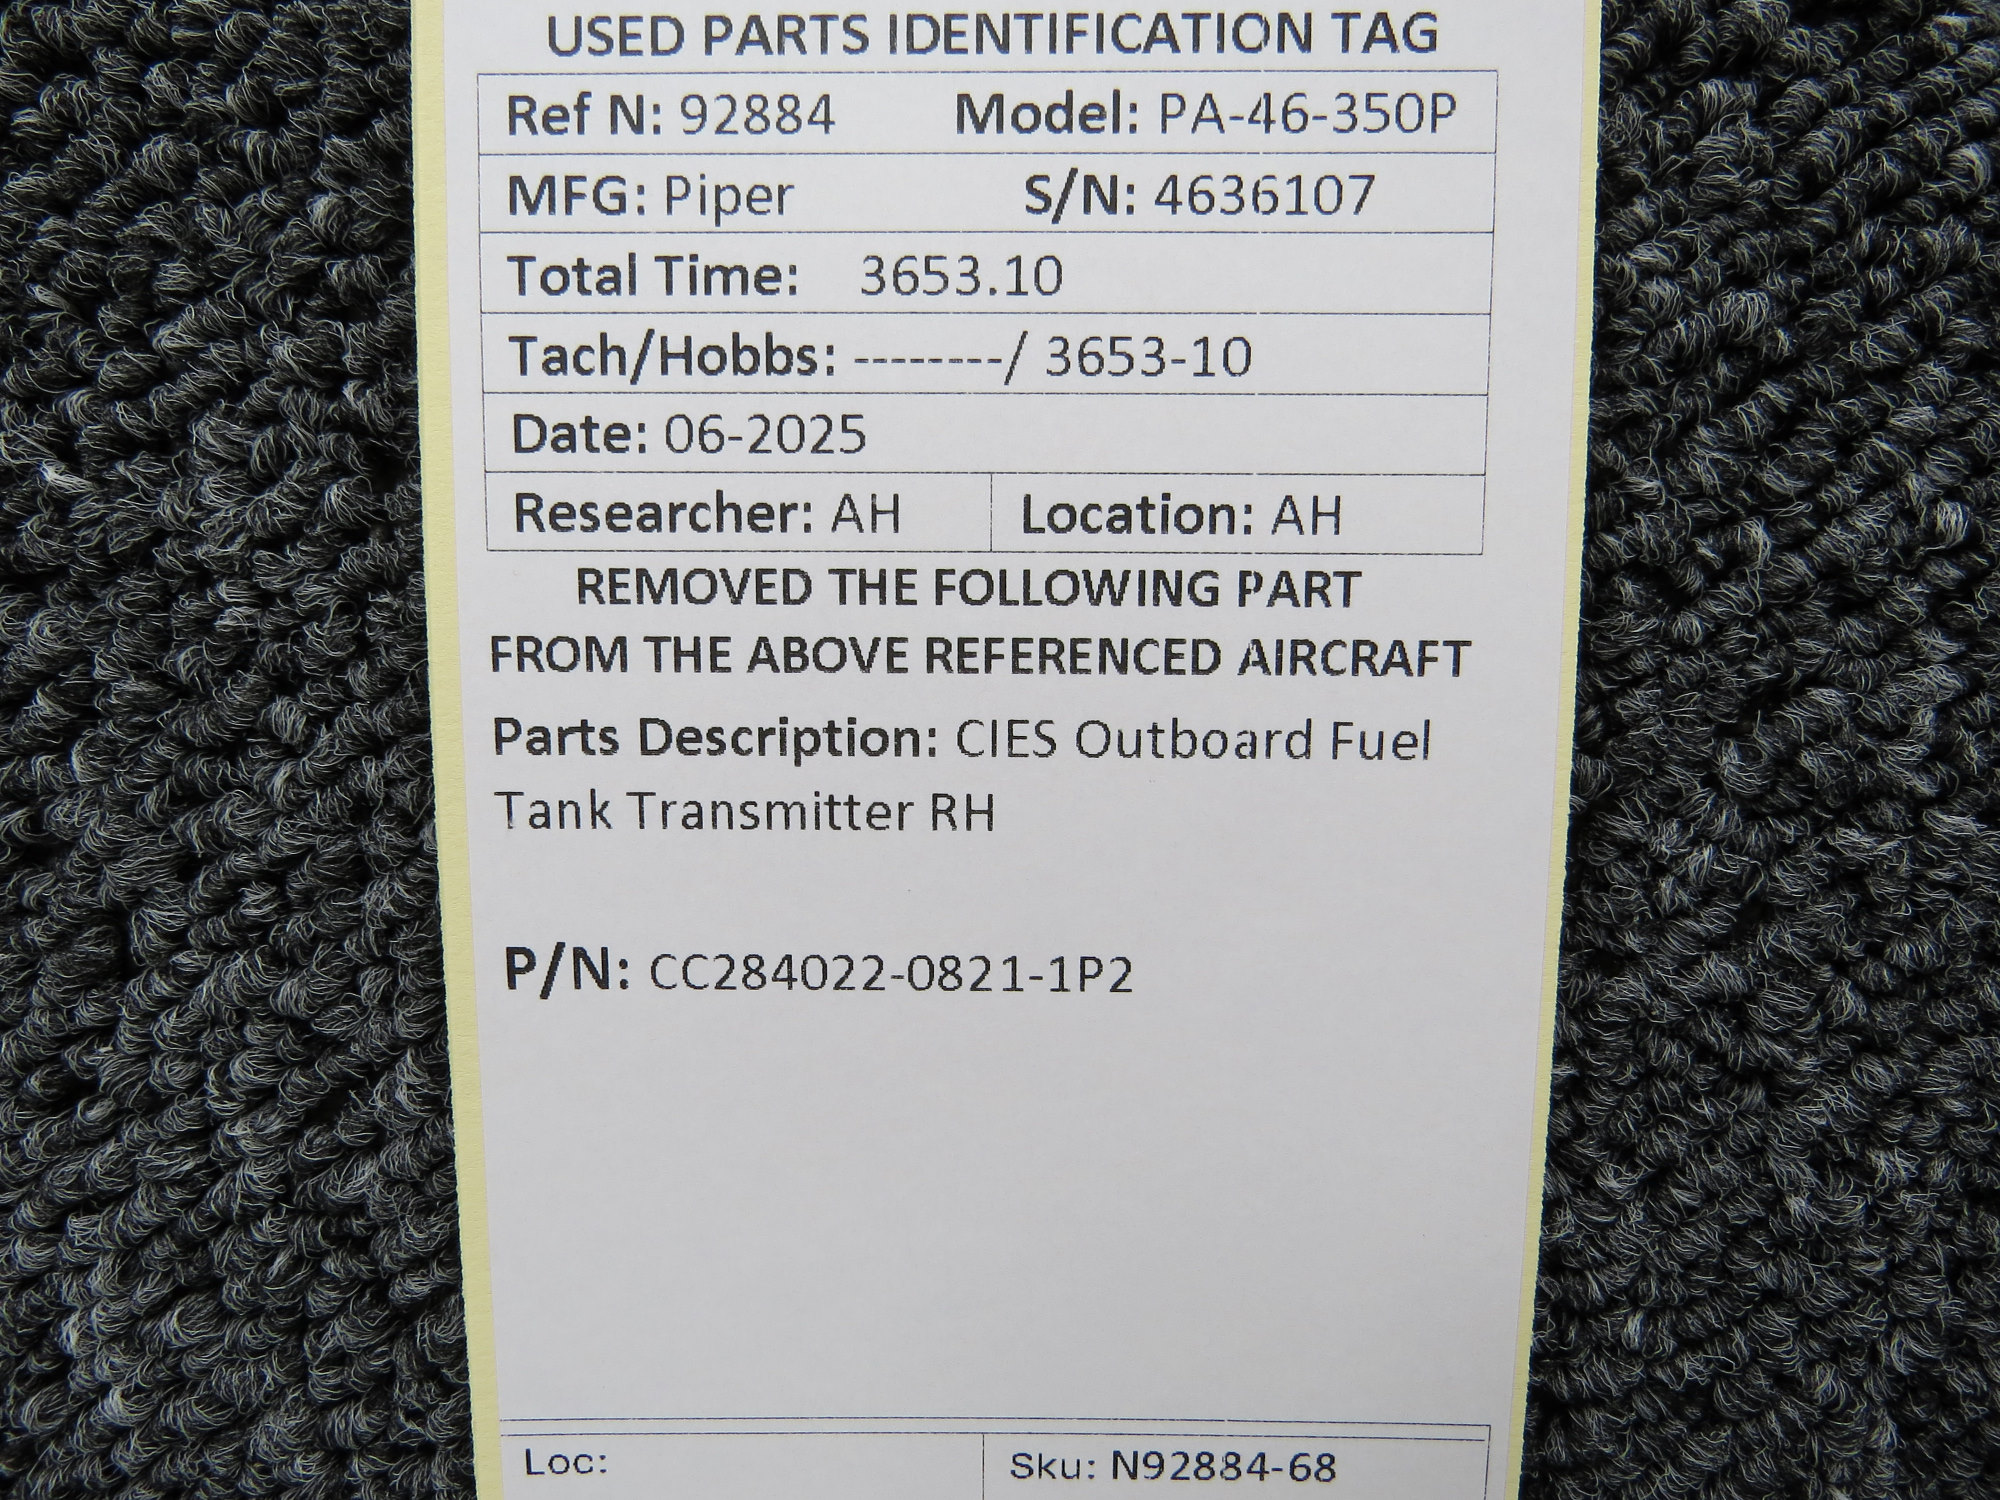 USED PARTS IDENTIFICATION TAG
Ref N: 92884 Model: PA-46-350P
MFG: Piper S/N: 4636107
Total Time: 3653.10
Tach/Hobbs: --------/ 3653-10
Date: 06-2025
Researcher: AH Location: AH
REMOVED THE FOLLOWING PART
FROM THE ABOVE REFERENCED AIRCRAFT
Parts Description: CIES Outboard Fuel
Tank Transmitter RH
P/N: CC284022-0821-1P2
Loc: Sku: N92884-68